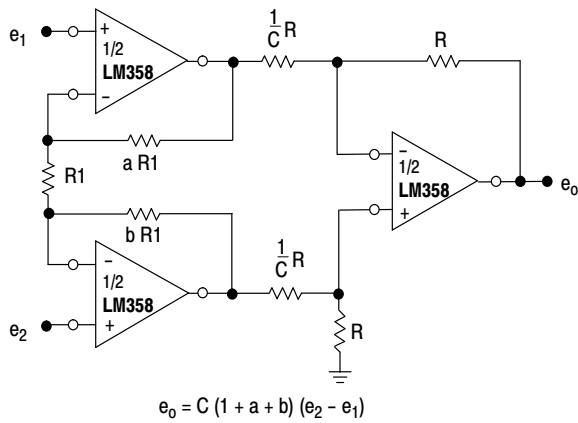 e1
+
1/2
LM358
−
a R1
R1
b R1
−
1/2
LM358
+
e2
1/C R
R
−
1/2
LM358
+
eo
1/C R
R
eo = C (1 + a + b) (e2 − e1)